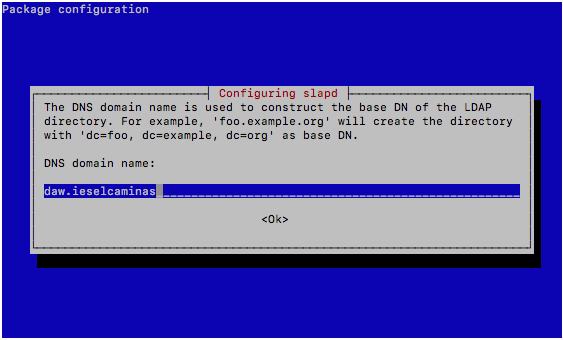 Package configuration
Configuring slapd
The DNS domain name is used to construct the base DN of the LDAP
directory. For example, 'foo.example.org' will create the directory
with 'dc=foo, dc=example, dc=org' as base DN.
DNS domain name:
daw.ieselcaminas
<Ok>